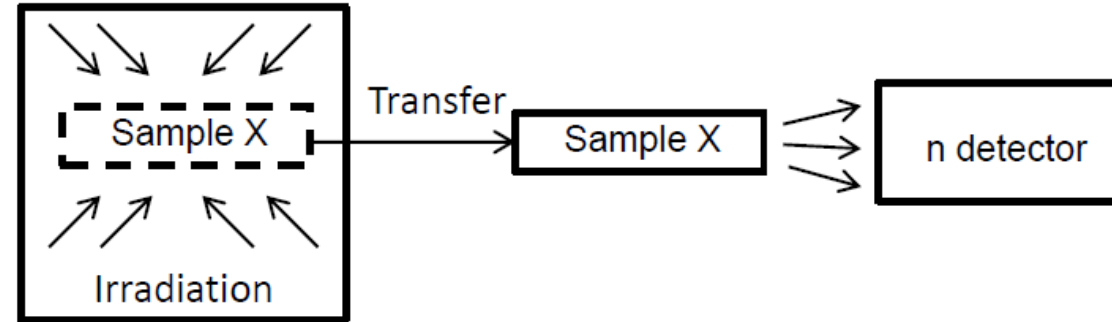 Transfer
Sample X
Sample X
n detector
Irradiation